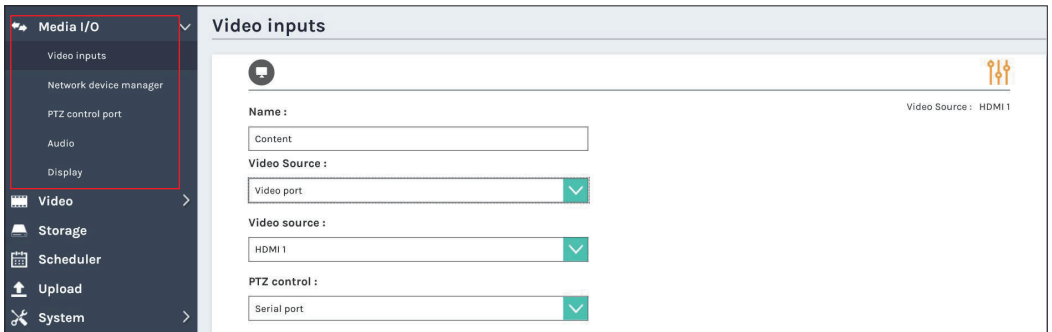 Media I/O
Video inputs
Network device manager
PTZ control port
Audio
Display
Video
Storage
Scheduler
Upload
System
Video inputs
Video Source : HDMI 1
Name :
Content
Video Source :
Video port
Video source :
HDMI 1
PTZ control :
Serial port